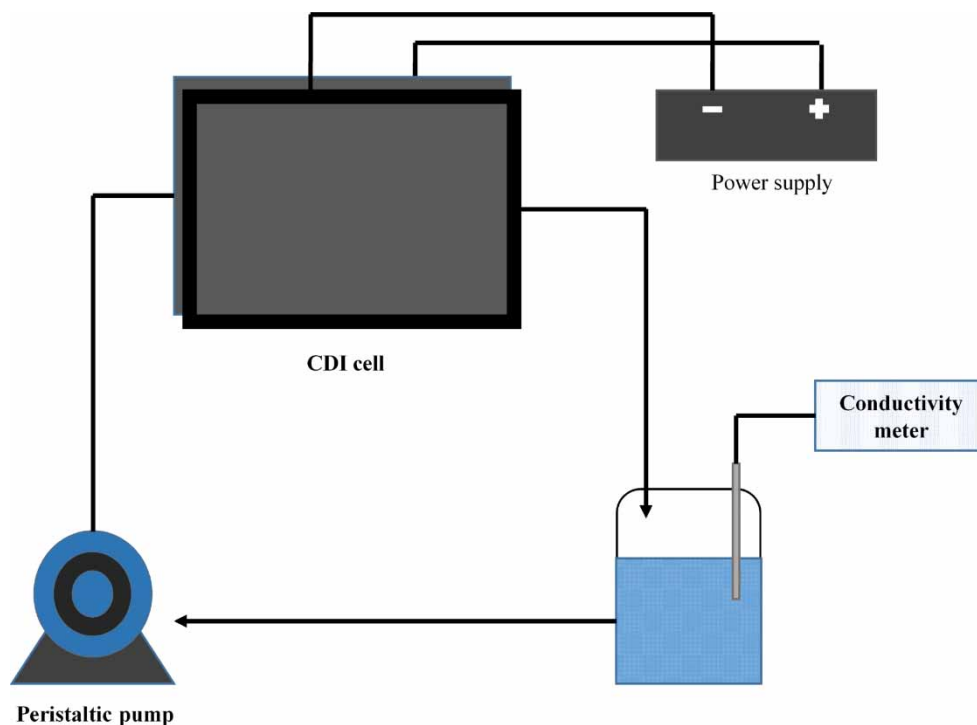 Power supply
CDI cell
Conductivity
meter
Peristaltic pump